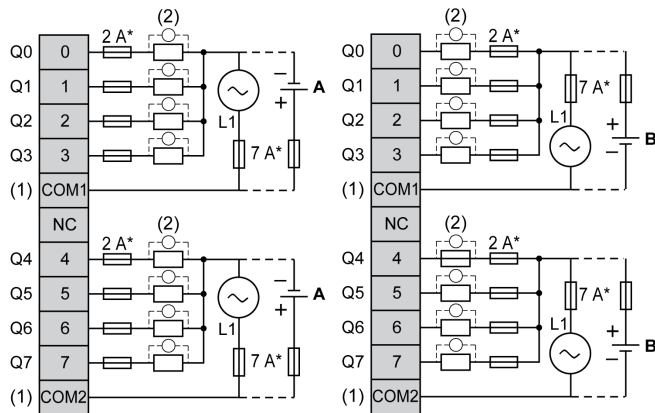 (2) (2)
Q0 0 2 A* Q0 0 2 A*
Q1 1 − A Q1 1 7 A*
Q2 2 + Q2 2 L1 +
L1
Q3 3 7 A* Q3 3 − B
(1) COM1 (1) COM1
NC (2) NC (2)
Q4 4 2 A* Q4 4 2 A*
Q5 5 − A Q5 5 7 A*
Q6 6 L1 + Q6 6 L1 +
Q7 7 7 A* Q7 7 − B
(1) COM2 (1) COM2